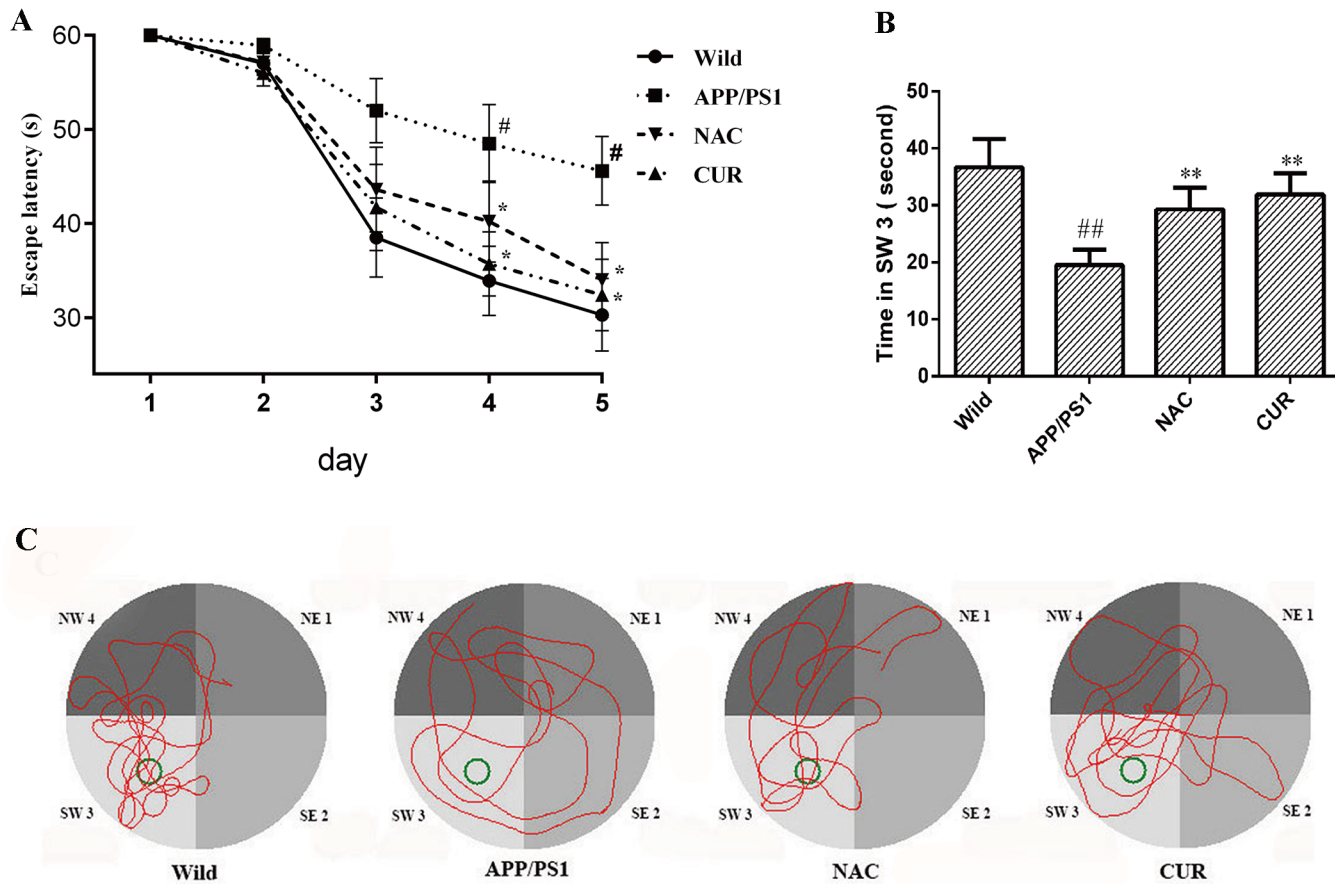 A
60
50
40
30
Escape latency (s)
1 2 3 4 5
day
#
#
*
*
*
*
Wild
APP/PS1
NAC
CUR
B
50
40
30
20
10
0
Time in SW 3 ( second)
##
**
**
Wild
APP/PS1
NAC
CUR
C
C
NW 4
NE 1
SW 3
SE 2
Wild
NW 4
NE 1
SW 3
SE 2
APP/PS1
NW 4
NE 1
SW 3
SE 2
NAC
NW 4
NE 1
SW 3
SE 2
CUR